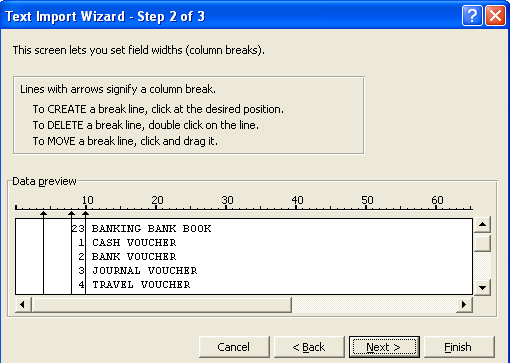 Text Import Wizard - Step 2 of 3
This screen lets you set field widths (column breaks).
Lines with arrows signify a column break.
To CREATE a break line, click at the desired position.
To DELETE a break line, double click on the line.
To MOVE a break line, click and drag it.
Data preview
10 20 30 40 50 60
23 BANKING BANK BOOK
1 CASH VOUCHER
2 BANK VOUCHER
3 JOURNAL VOUCHER
4 TRAVEL VOUCHER
Cancel < Back Next > Finish